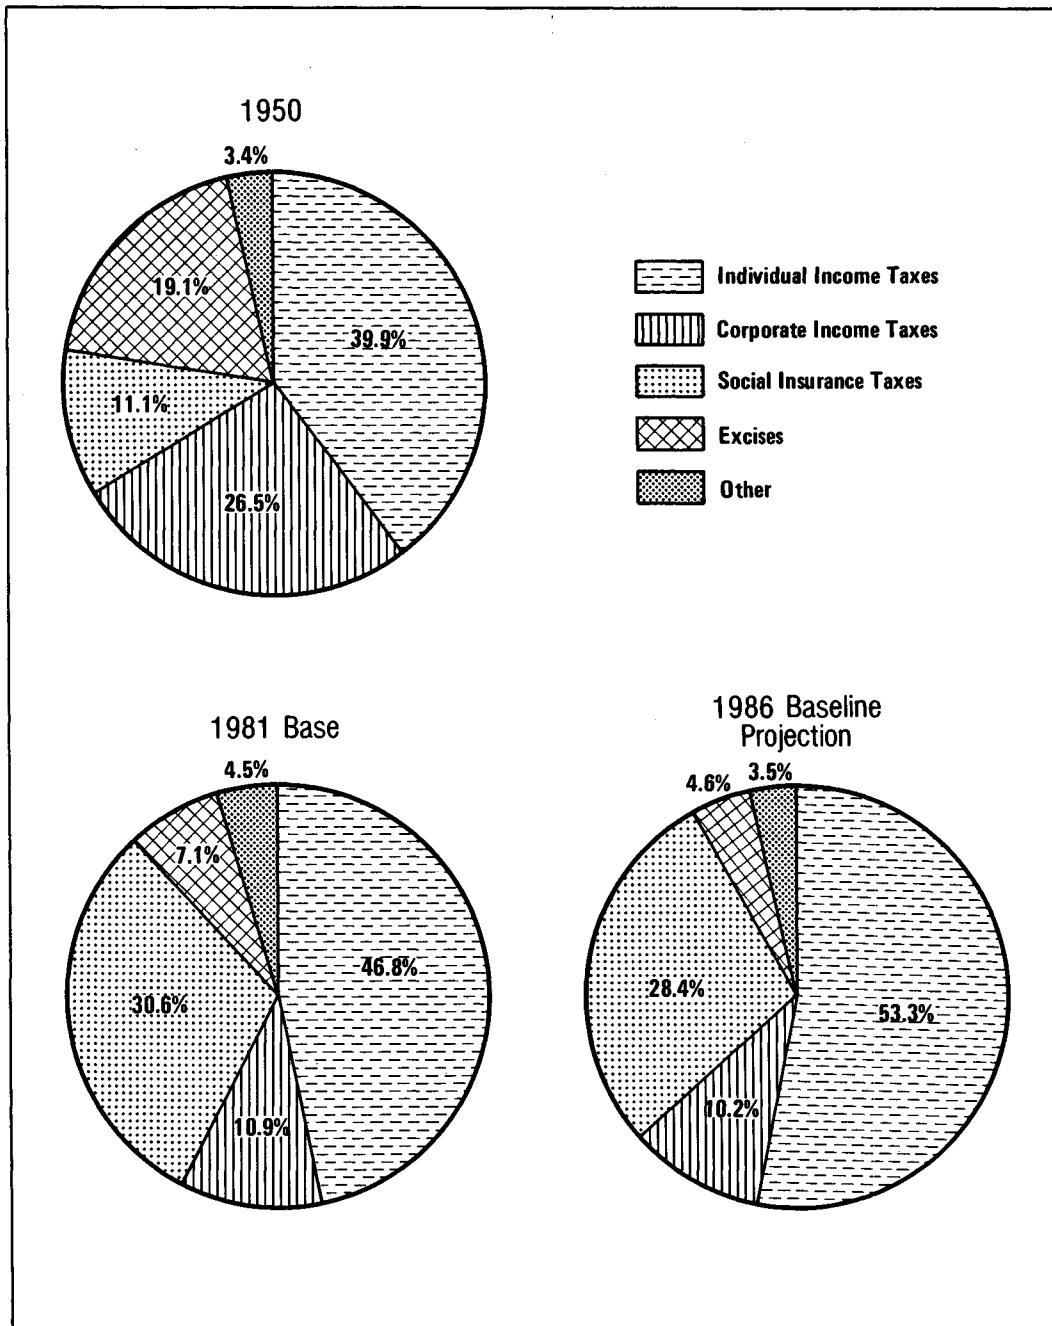 1950
3.4%
19.1%
39.9%
11.1%
26.5%
Individual Income Taxes
Corporate Income Taxes
Social Insurance Taxes
Excises
Other
1981 Base
4.5%
7.1%
46.8%
30.6%
10.9%
1986 Baseline
Projection
4.6%
3.5%
28.4%
53.3%
10.2%